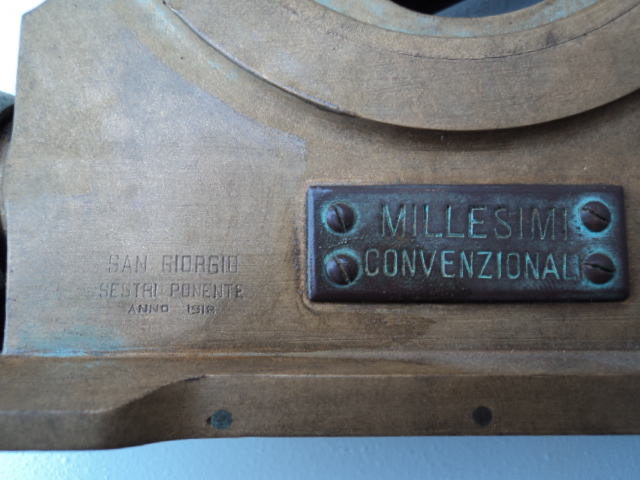 SAN GIORGIO
SESTRI PONENTE
ANNO 1918
MILLESIMI
CONVENZIONALI